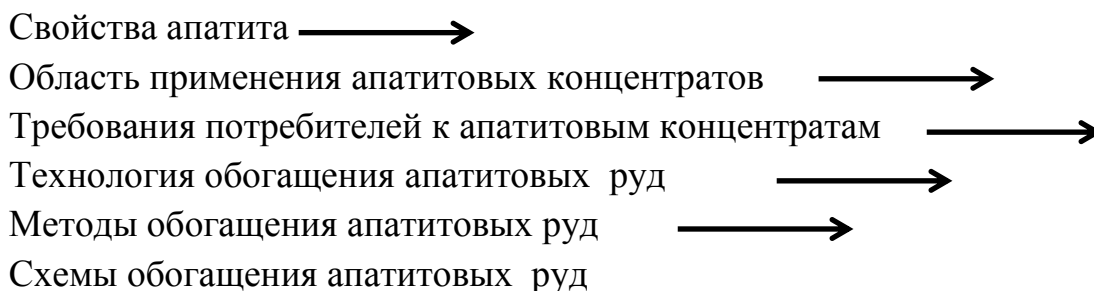 Свойства апатита
Область применения апатитовых концентратов
Требования потребителей к апатитовым концентратам
Технология обогащения апатитовых руд
Методы обогащения апатитовых руд
Схемы обогащения апатитовых руд